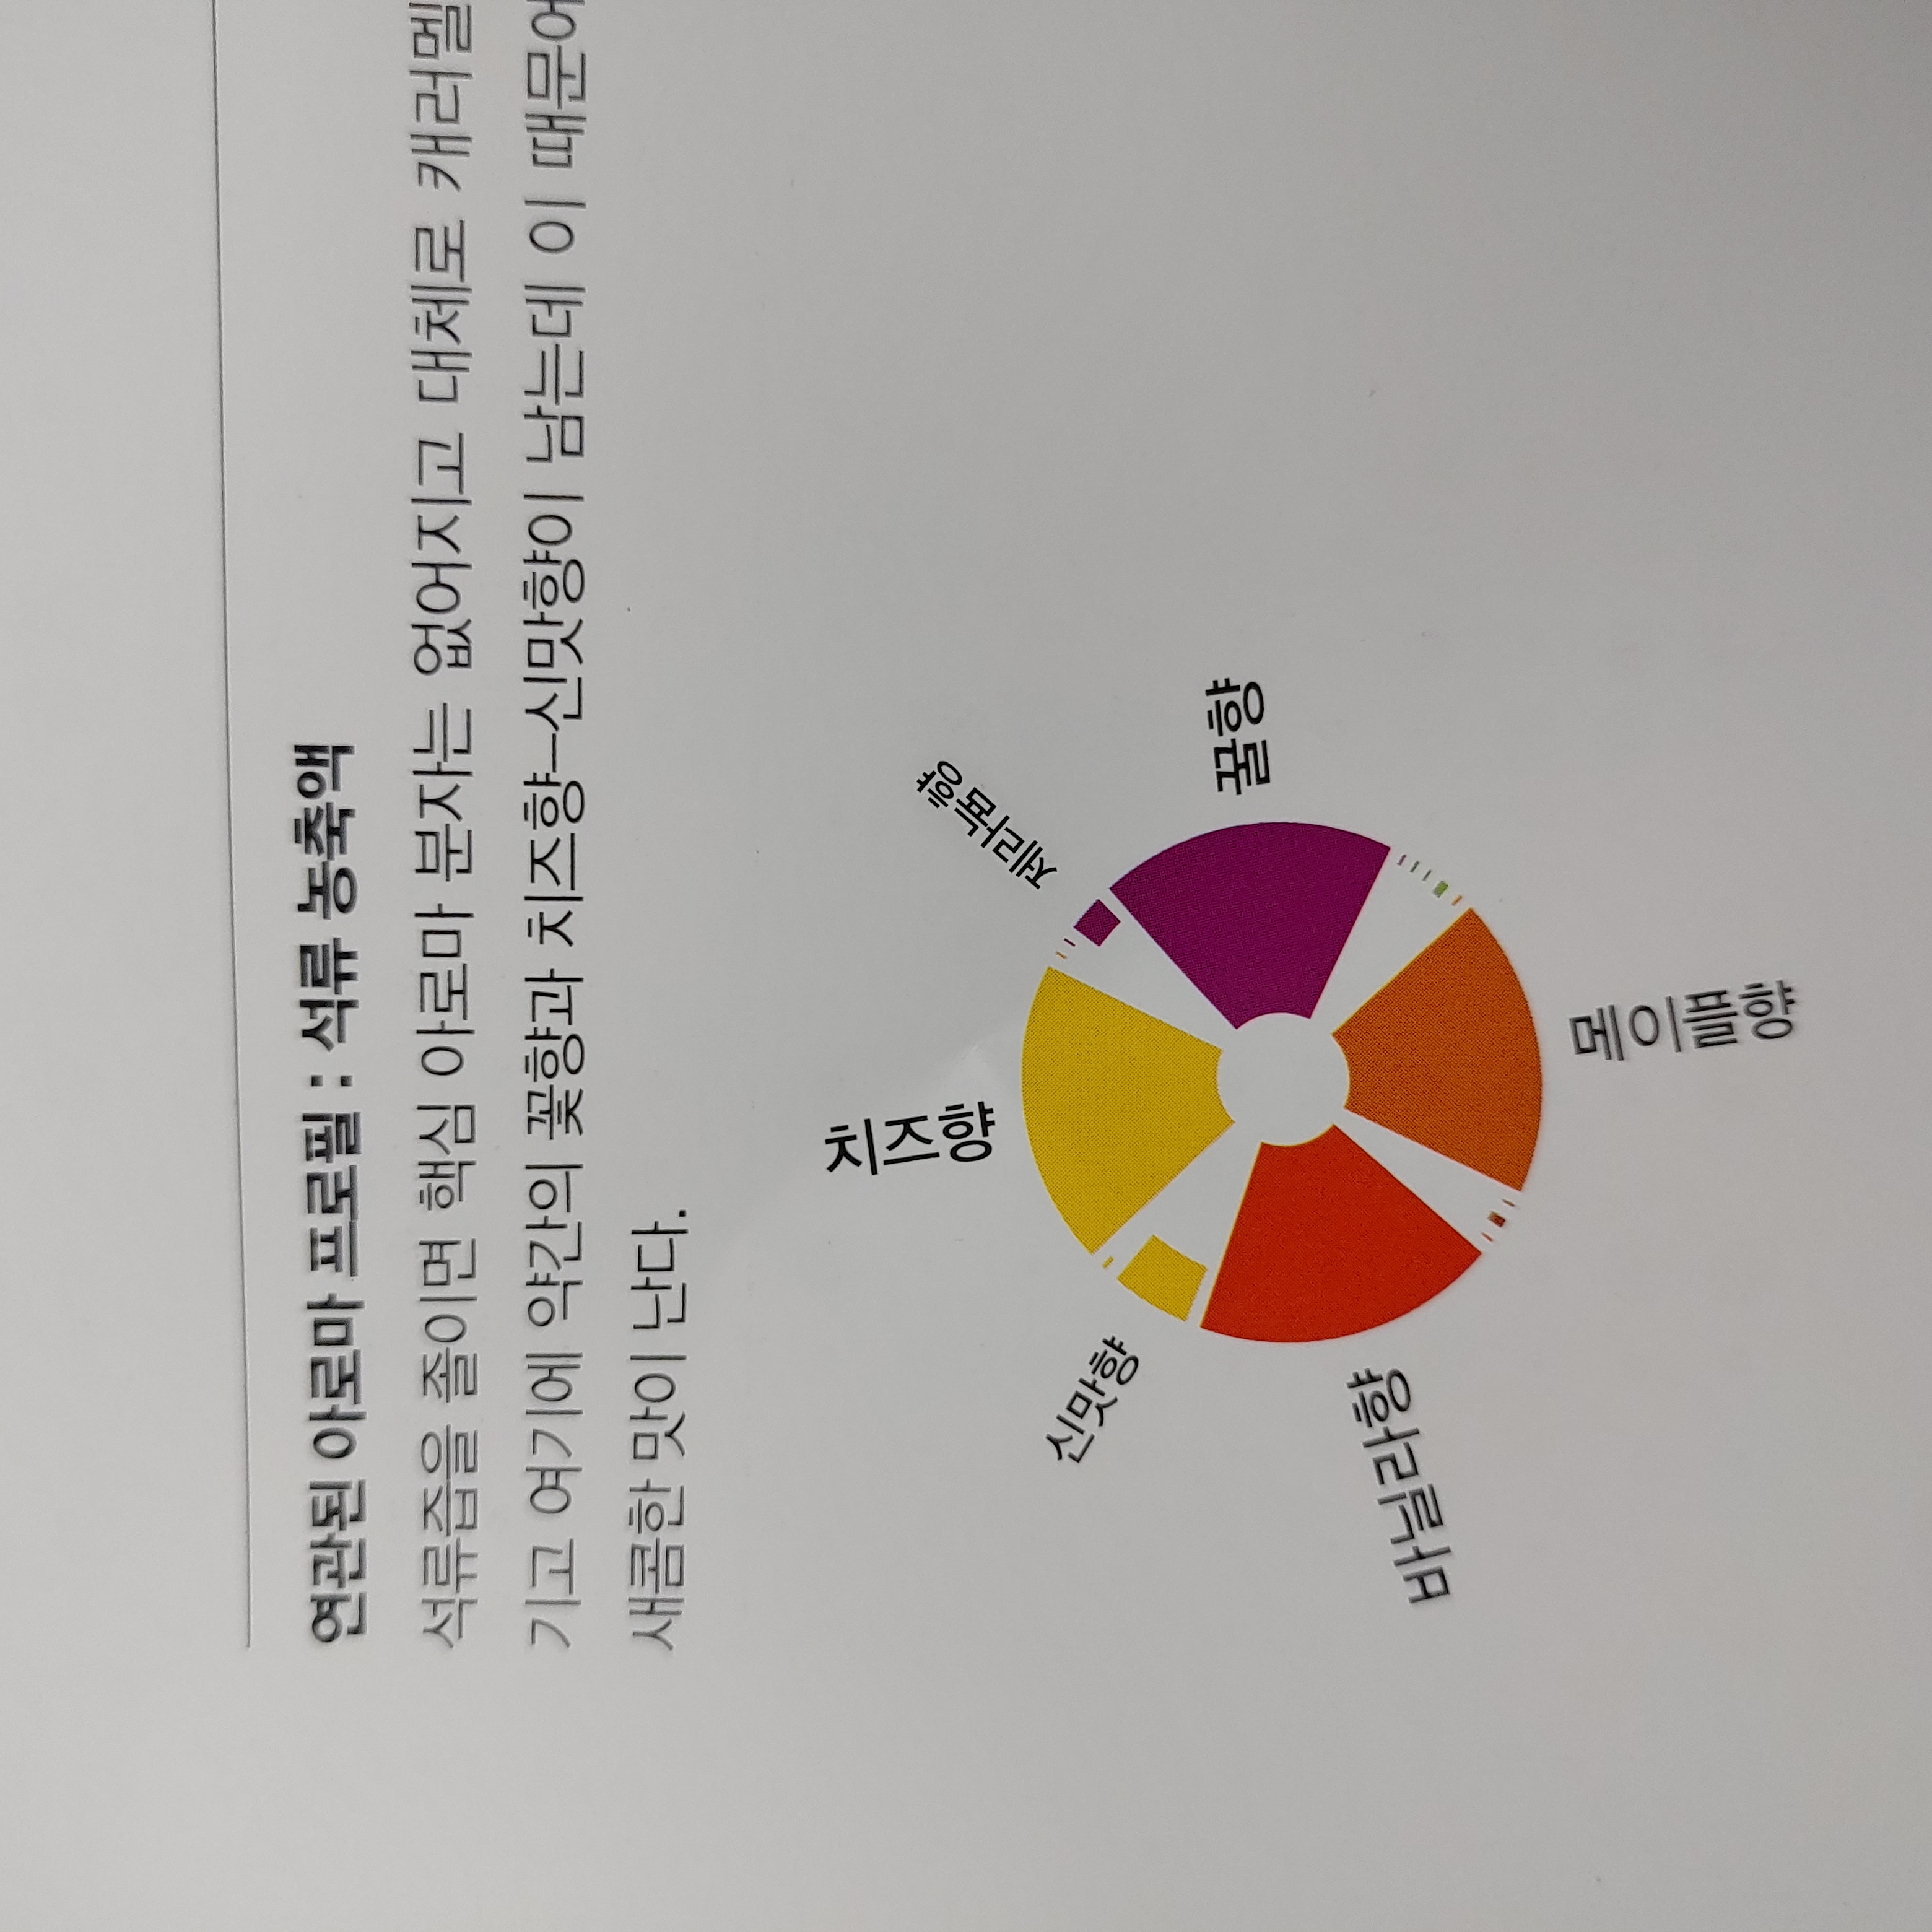 연관된 아로마 프로필 : 석류 농축액
석류즙을 졸이면 핵심 아로마 분자는 없어지고 대체로 캐러멜
기고 여기에 약간의 꽃향과 치즈향–신맛향이 남는데 이 때문에
새콤한 맛이 난다.
치즈향
제라늄향
신맛향
꿀향
바닐라향
메이플향